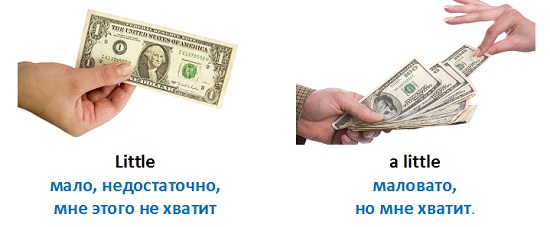 Little
мало, недостаточно,
мне этого не хватит
a little
маловато,
но мне хватит.